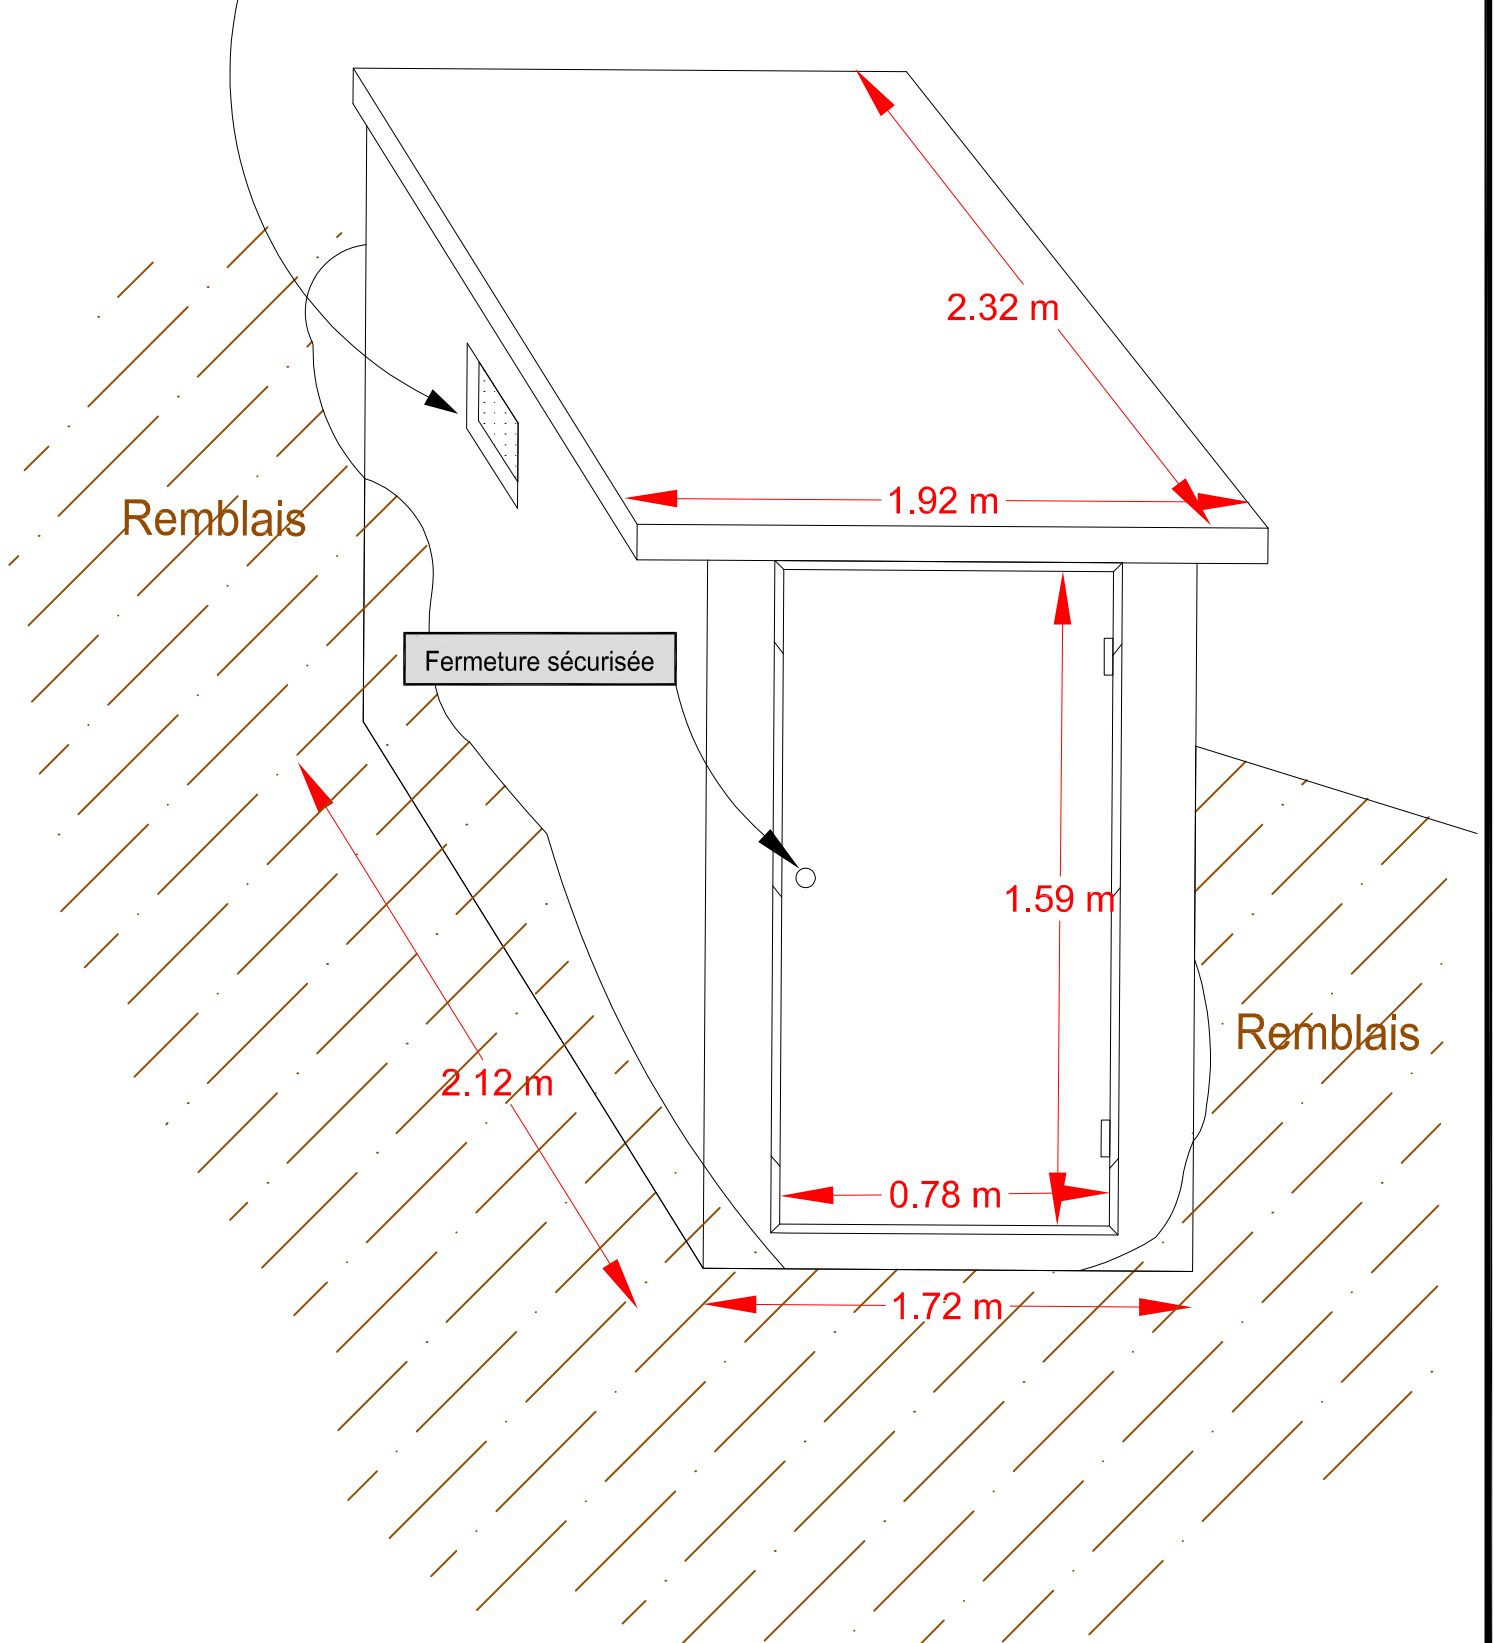 2.32 m
1.92 m
Remblais
Fermeture sécurisée
1.59 m
Remblais
2.12 m
0.78 m
1.72 m